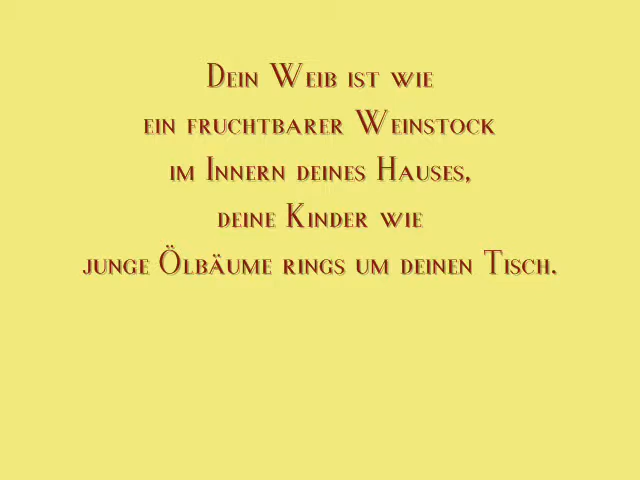 Dein Weib ist wie
ein fruchtbarer Weinstock
im Innern deines Hauses,
deine Kinder wie
junge Ölbäume rings um deinen Tisch.